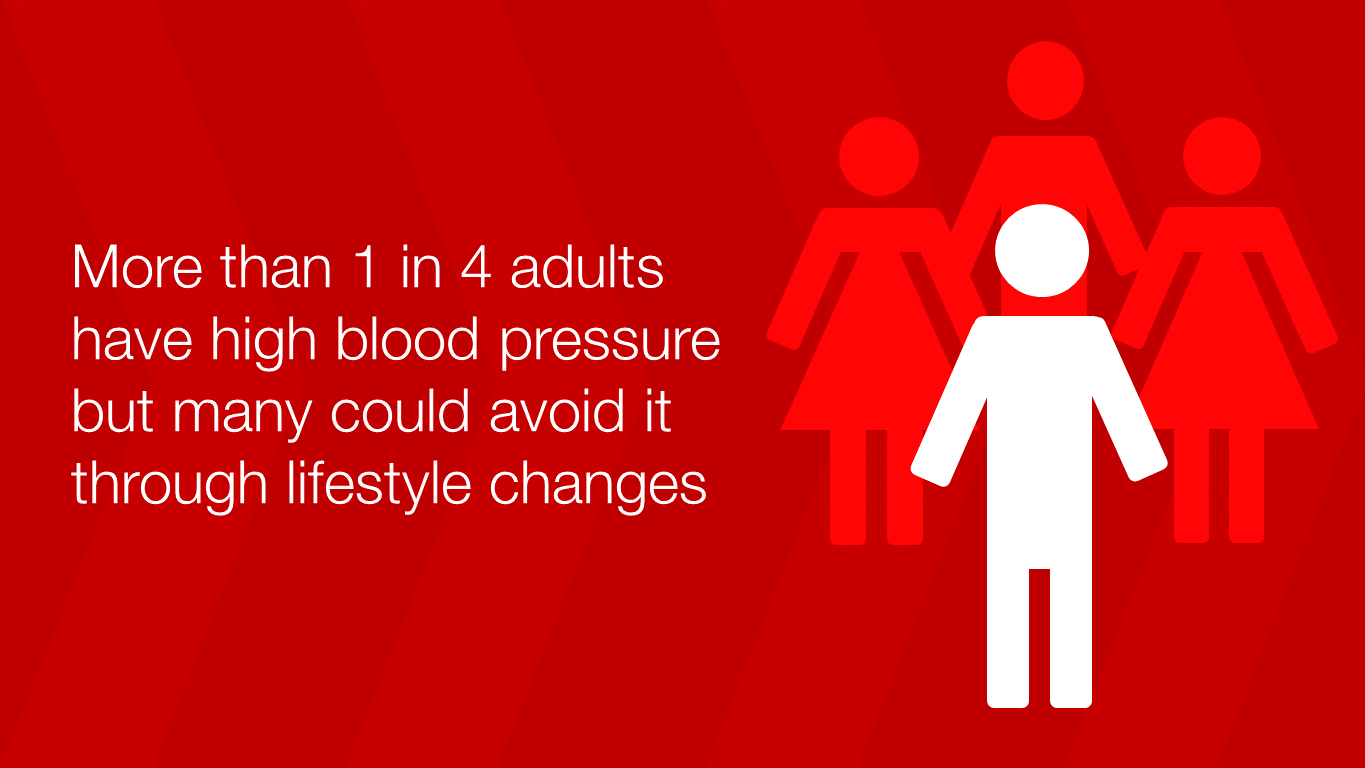 More than 1 in 4 adults
have high blood pressure
but many could avoid it
through lifestyle changes